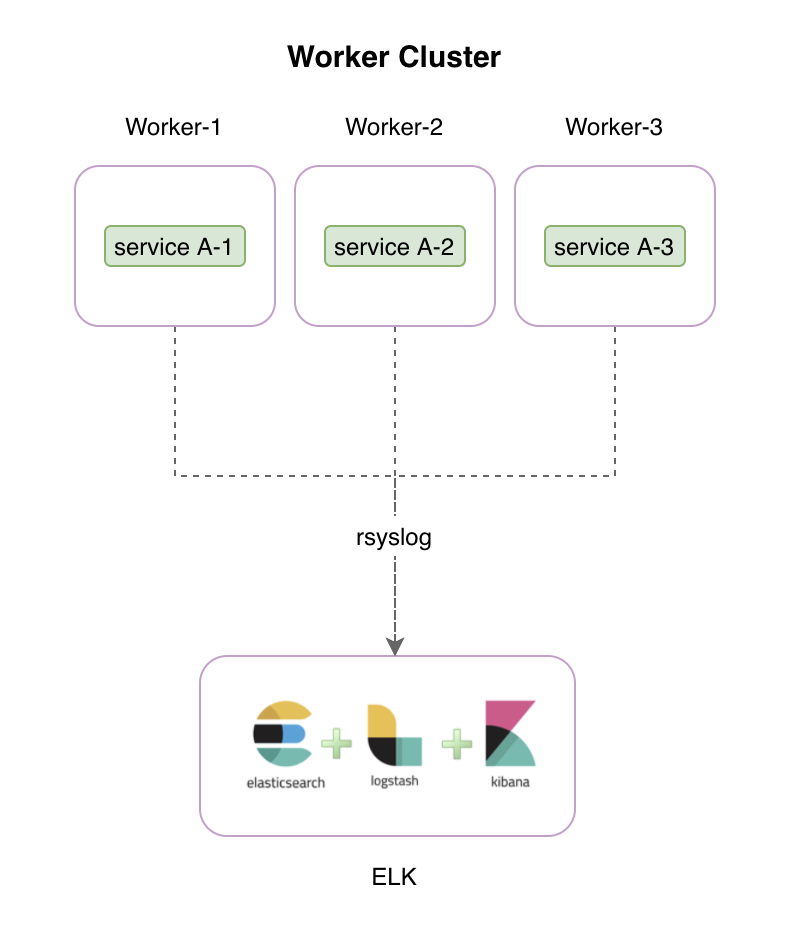 Worker Cluster
Worker-1 Worker-2 Worker-3
service A-1 service A-2 service A-3
rsyslog
elasticsearch logstash kibana
ELK